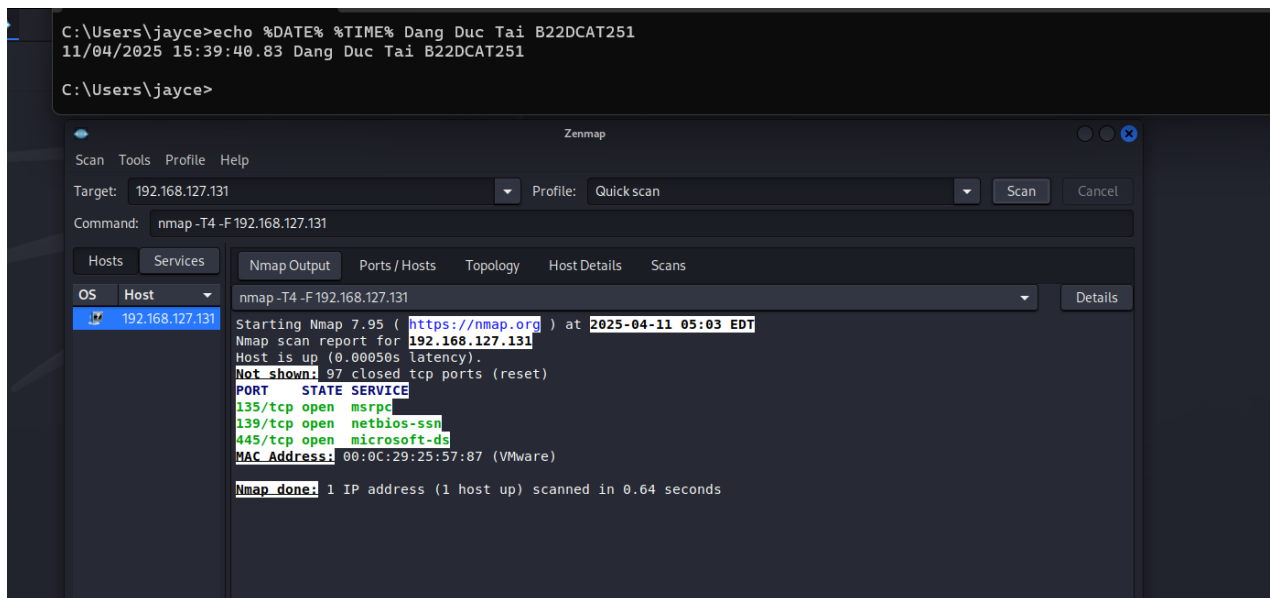 C:\Users\jayce>echo %DATE% %TIME% Dang Duc Tai B22DCAT251
11/04/2025 15:39:40.83 Dang Duc Tai B22DCAT251
C:\Users\jayce>
Zenmap
Scan Tools Profile Help
Target: 192.168.127.131 Profile: Quick scan Scan Cancel
Command: nmap -T4 -F 192.168.127.131
Hosts Services Nmap Output Ports / Hosts Topology Host Details Scans
OS Host nmap -T4 -F 192.168.127.131 Details
192.168.127.131
Starting Nmap 7.95 ( https://nmap.org ) at 2025-04-11 05:03 EDT
Nmap scan report for 192.168.127.131
Host is up (0.00050s latency).
Not shown: 97 closed tcp ports (reset)
PORT STATE SERVICE
135/tcp open msrpc
139/tcp open netbios-ssn
445/tcp open microsoft-ds
MAC Address: 00:0C:29:25:57:87 (VMware)
Nmap done: 1 IP address (1 host up) scanned in 0.64 seconds